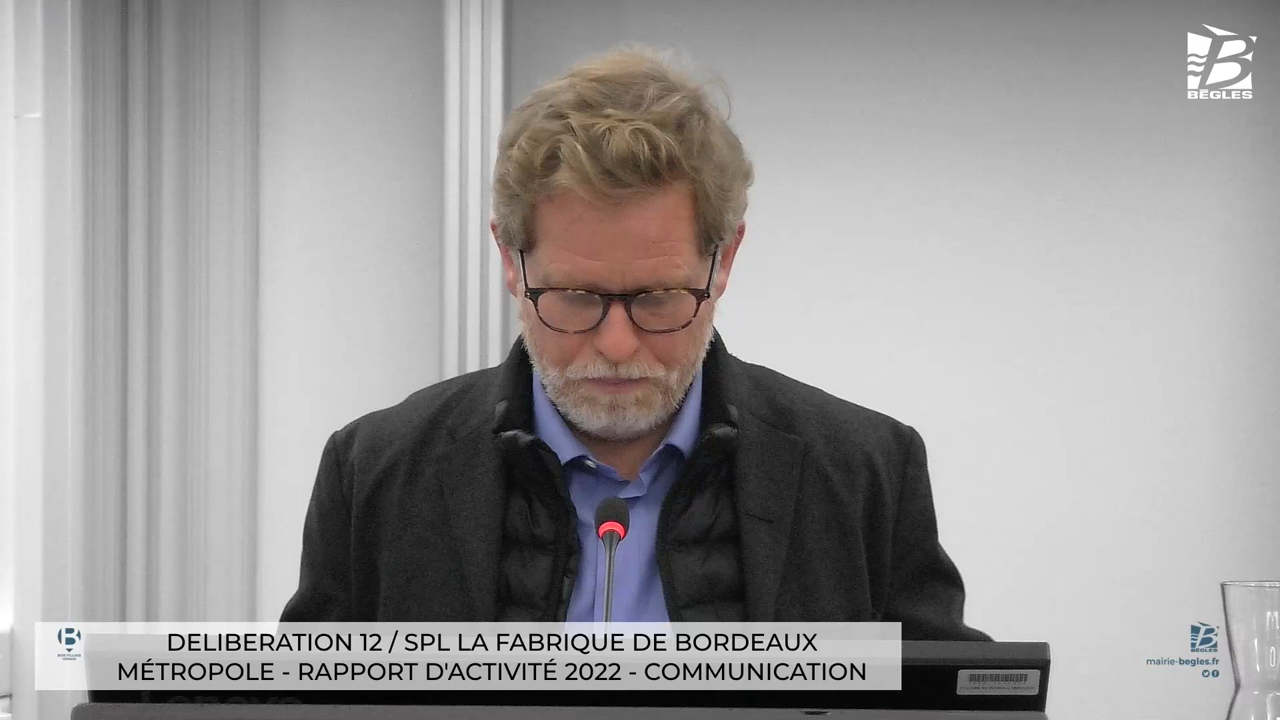 B
BÈGLES
DELIBERATION 12 / SPL LA FABRIQUE DE BORDEAUX
MÉTROPOLE - RAPPORT D'ACTIVITÉ 2022 - COMMUNICATION
B
BÈGLES
mairie-begles.fr